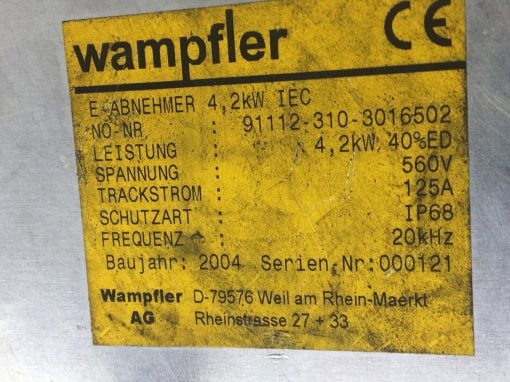 wampfler CE
E-ABNEHMER 4,2kW IEC
NO-NR : 91112-310-3016502
LEISTUNG : 4,2kW 40%ED
SPANNUNG : 560V
TRACKSTROM : 125A
SCHUTZART : IP68
FREQUENZ : 20kHz
Baujahr: 2004 Serien.Nr:000121
Wampfler D-79576 Weil am Rhein-Maerkt
AG Rheinstrasse 27 + 33